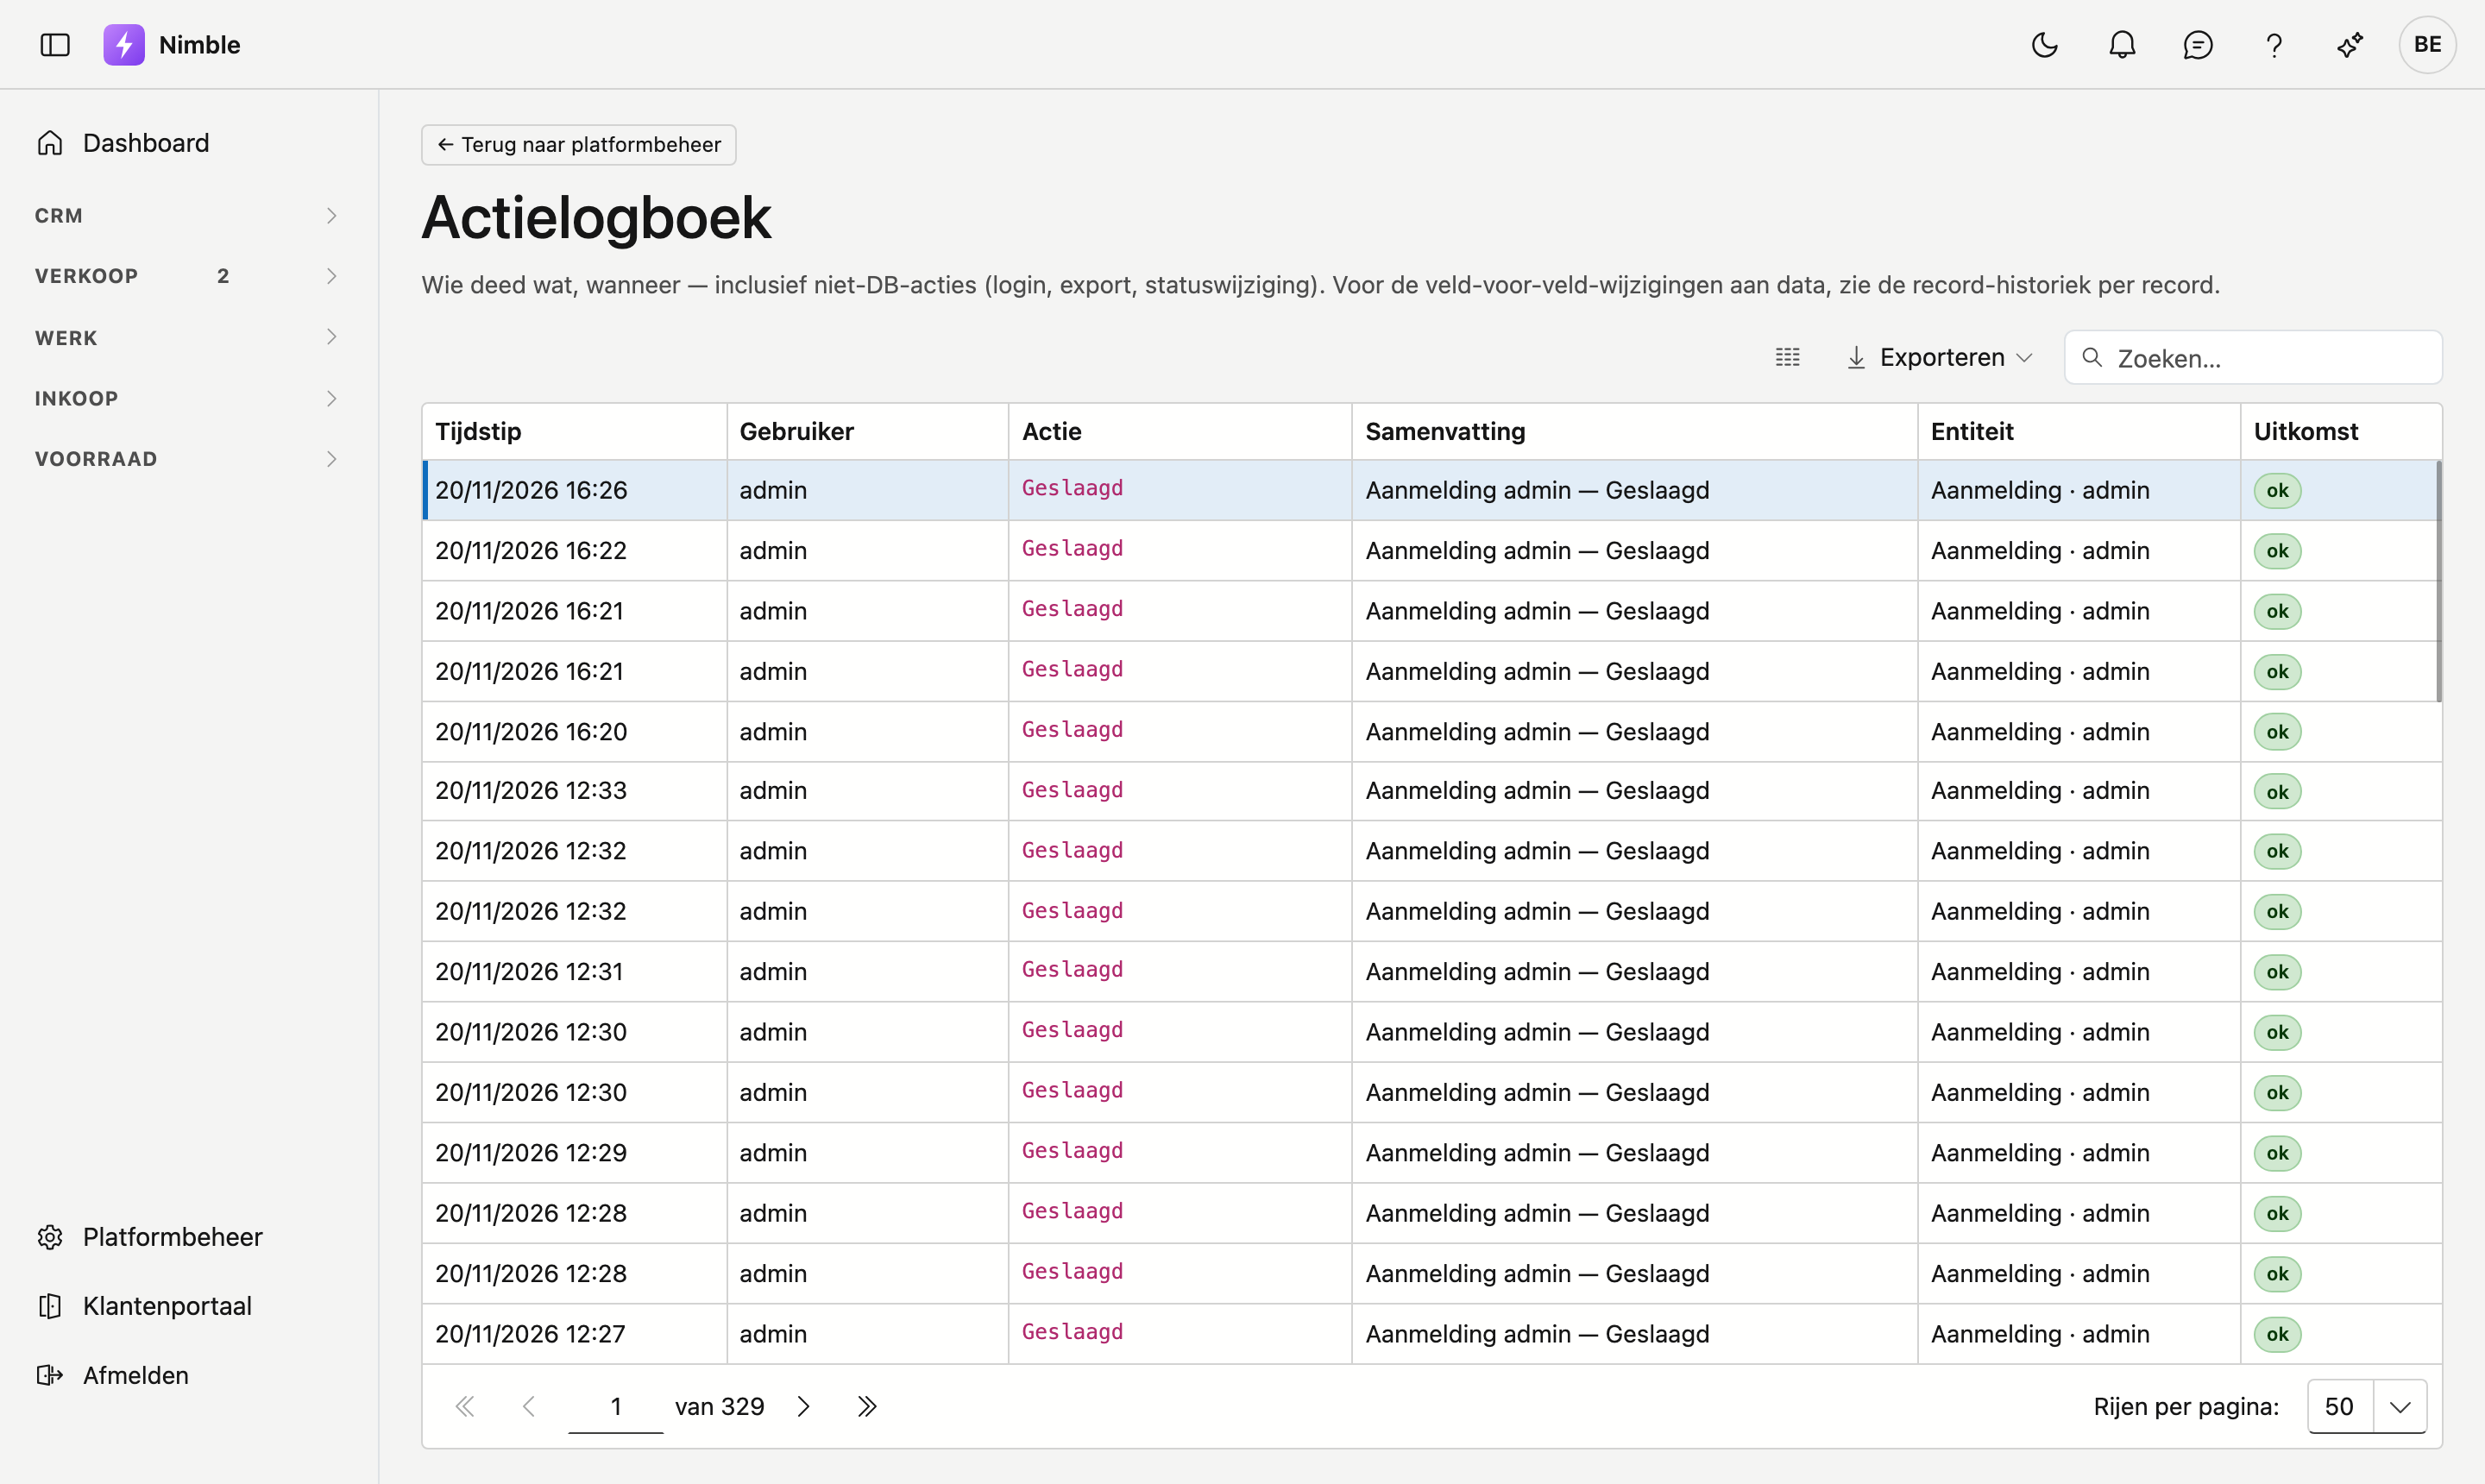 Nimble
BE
Dashboard
CRM
VERKOOP 2
WERK
INKOOP
VOORRAAD
Platformbeheer
Klantenportaal
Afmelden
← Terug naar platformbeheer
Actielogboek
Wie deed wat, wanneer — inclusief niet-DB-acties (login, export, statuswijziging). Voor de veld-voor-veld-wijzigingen aan data, zie de record-historiek per record.
Exporteren Zoeken...
Tijdstip Gebruiker Actie Samenvatting Entiteit Uitkomst
20/11/2026 16:26 admin Geslaagd Aanmelding admin — Geslaagd Aanmelding · admin ok
20/11/2026 16:22 admin Geslaagd Aanmelding admin — Geslaagd Aanmelding · admin ok
20/11/2026 16:21 admin Geslaagd Aanmelding admin — Geslaagd Aanmelding · admin ok
20/11/2026 16:21 admin Geslaagd Aanmelding admin — Geslaagd Aanmelding · admin ok
20/11/2026 16:20 admin Geslaagd Aanmelding admin — Geslaagd Aanmelding · admin ok
20/11/2026 12:33 admin Geslaagd Aanmelding admin — Geslaagd Aanmelding · admin ok
20/11/2026 12:32 admin Geslaagd Aanmelding admin — Geslaagd Aanmelding · admin ok
20/11/2026 12:32 admin Geslaagd Aanmelding admin — Geslaagd Aanmelding · admin ok
20/11/2026 12:31 admin Geslaagd Aanmelding admin — Geslaagd Aanmelding · admin ok
20/11/2026 12:30 admin Geslaagd Aanmelding admin — Geslaagd Aanmelding · admin ok
20/11/2026 12:30 admin Geslaagd Aanmelding admin — Geslaagd Aanmelding · admin ok
20/11/2026 12:29 admin Geslaagd Aanmelding admin — Geslaagd Aanmelding · admin ok
20/11/2026 12:28 admin Geslaagd Aanmelding admin — Geslaagd Aanmelding · admin ok
20/11/2026 12:28 admin Geslaagd Aanmelding admin — Geslaagd Aanmelding · admin ok
20/11/2026 12:27 admin Geslaagd Aanmelding admin — Geslaagd Aanmelding · admin ok
1 van 329 Rijen per pagina: 50